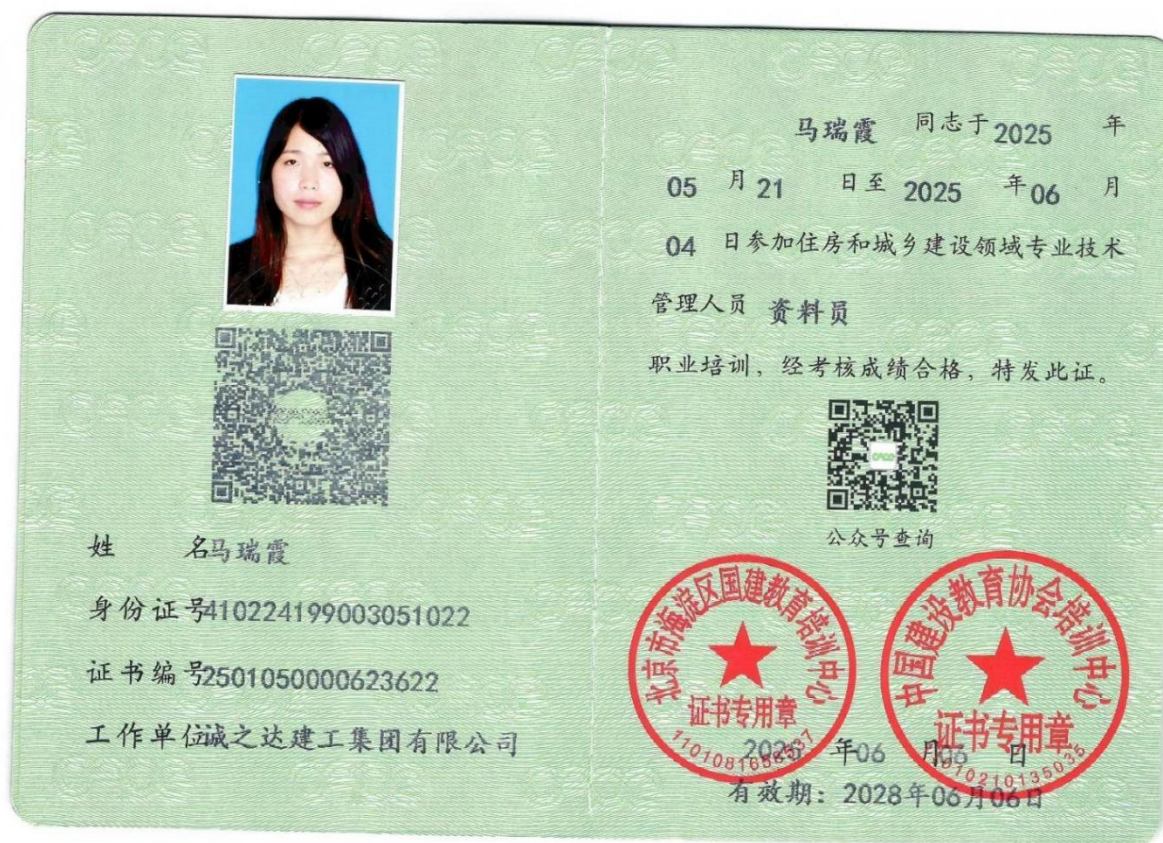 姓 名马瑞霞
身份证号410224199003051022
证书编号2501050000623622
工作单位诚之达建工集团有限公司
马瑞霞 同志于2025 年
05 月21 日至 2025 年06 月
04 日参加住房和城乡建设领域专业技术
管理人员 资料员
职业培训，经考核成绩合格，特发此证。
公众号查询
北京市海淀区国建教育培训中心
证书专用章
中国建设教育协会培训中心
证书专用章
年06 月06 日
有效期：2028年06月06日